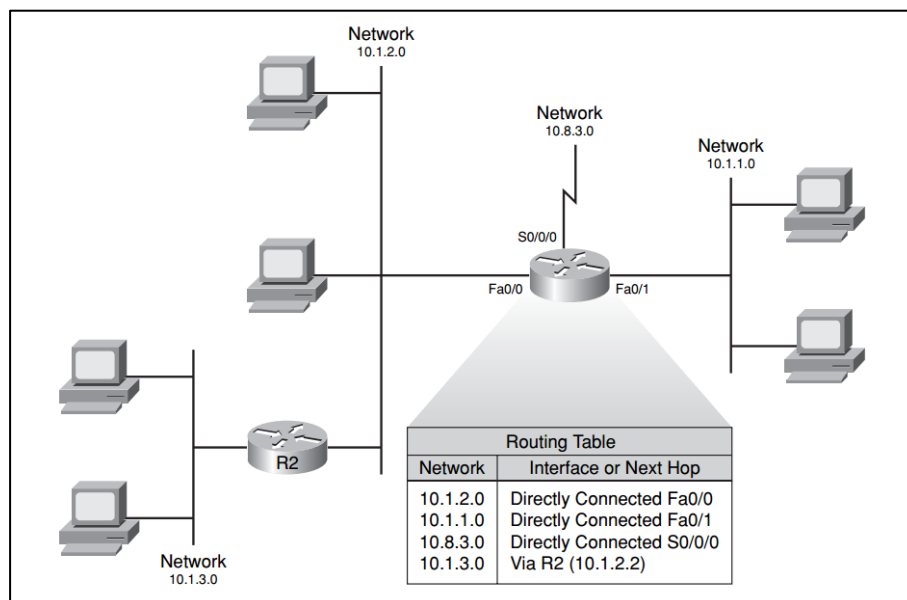 Network
10.1.2.0
Network
10.8.3.0
Network
10.1.1.0
S0/0/0
Fa0/0
Fa0/1
R2
Network
10.1.3.0
Routing Table
Network Interface or Next Hop
10.1.2.0 Directly Connected Fa0/0
10.1.1.0 Directly Connected Fa0/1
10.8.3.0 Directly Connected S0/0/0
10.1.3.0 Via R2 (10.1.2.2)